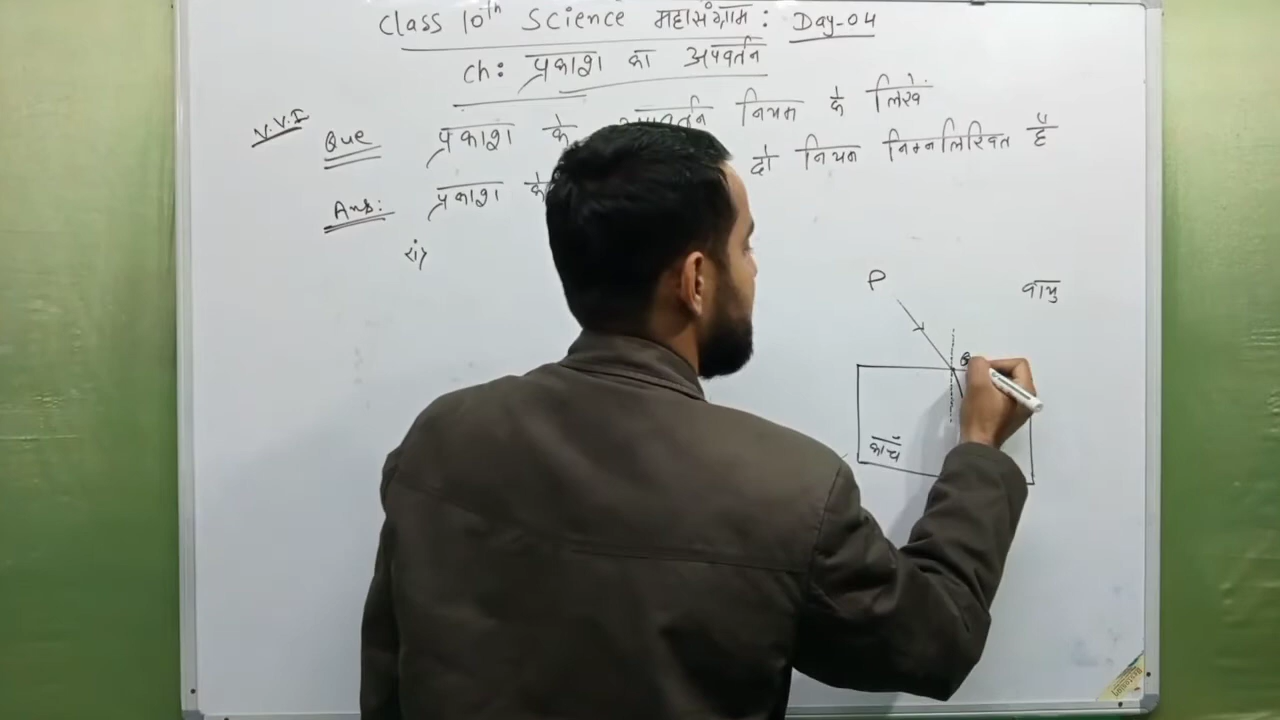 Class 10th Science महासंग्राम : Day-04
Ch: प्रकाश का अपवर्तन
V.V.I
Que प्रकाश के अपवर्तन नियम के लिखें
Ans: प्रकाश के दो नियम निम्नलिखित हैं
(i)
P
वायु
काँच